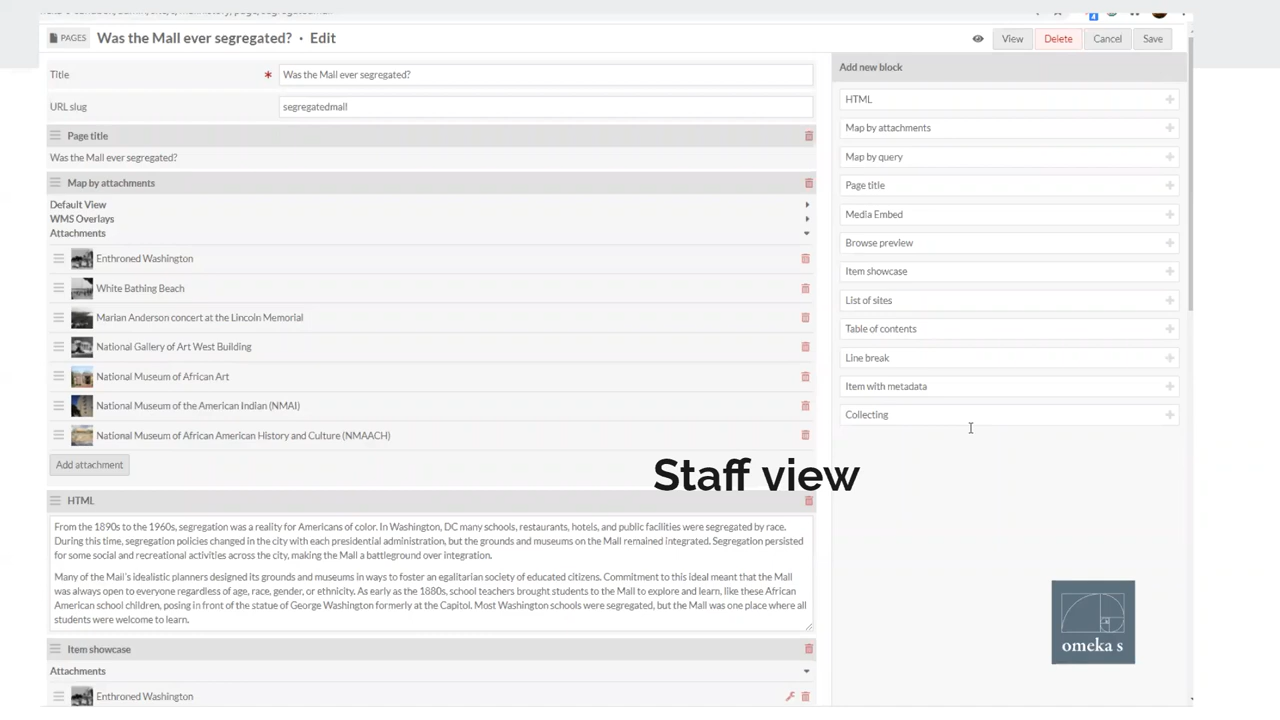 PAGES Was the Mall ever segregated? · Edit
View Delete Cancel Save
Title * Was the Mall ever segregated?
URL slug segregatedmall
Page title
Was the Mall ever segregated?
Map by attachments
Default View
WMS Overlays
Attachments
Enthroned Washington
White Bathing Beach
Marian Anderson concert at the Lincoln Memorial
National Gallery of Art West Building
National Museum of African Art
National Museum of the American Indian (NMAI)
National Museum of African American History and Culture (NMAACH)
Add attachment
HTML
From the 1890s to the 1960s, segregation was a reality for Americans of color. In Washington, DC many schools, restaurants, hotels, and public facilities were segregated by race.
During this time, segregation policies changed in the city with each presidential administration, but the grounds and museums on the Mall remained integrated. Segregation persisted
for some social and recreational activities across the city, making the Mall a battleground over integration.
Many of the Mall's idealistic planners designed its grounds and museums in ways to foster an egalitarian society of educated citizens. Commitment to this ideal meant that the Mall
was always open to everyone regardless of age, race, gender, or ethnicity. As early as the 1880s, school teachers brought students to the Mall to explore and learn, like these African
American school children, posing in front of the statue of George Washington formerly at the Capitol. Most Washington schools were segregated, but the Mall was one place where all
students were welcome to learn.
Item showcase
Attachments
Enthroned Washington
Add new block
HTML
Map by attachments
Map by query
Page title
Media Embed
Browse preview
Item showcase
List of sites
Table of contents
Line break
Item with metadata
Collecting
Staff view
omeka s